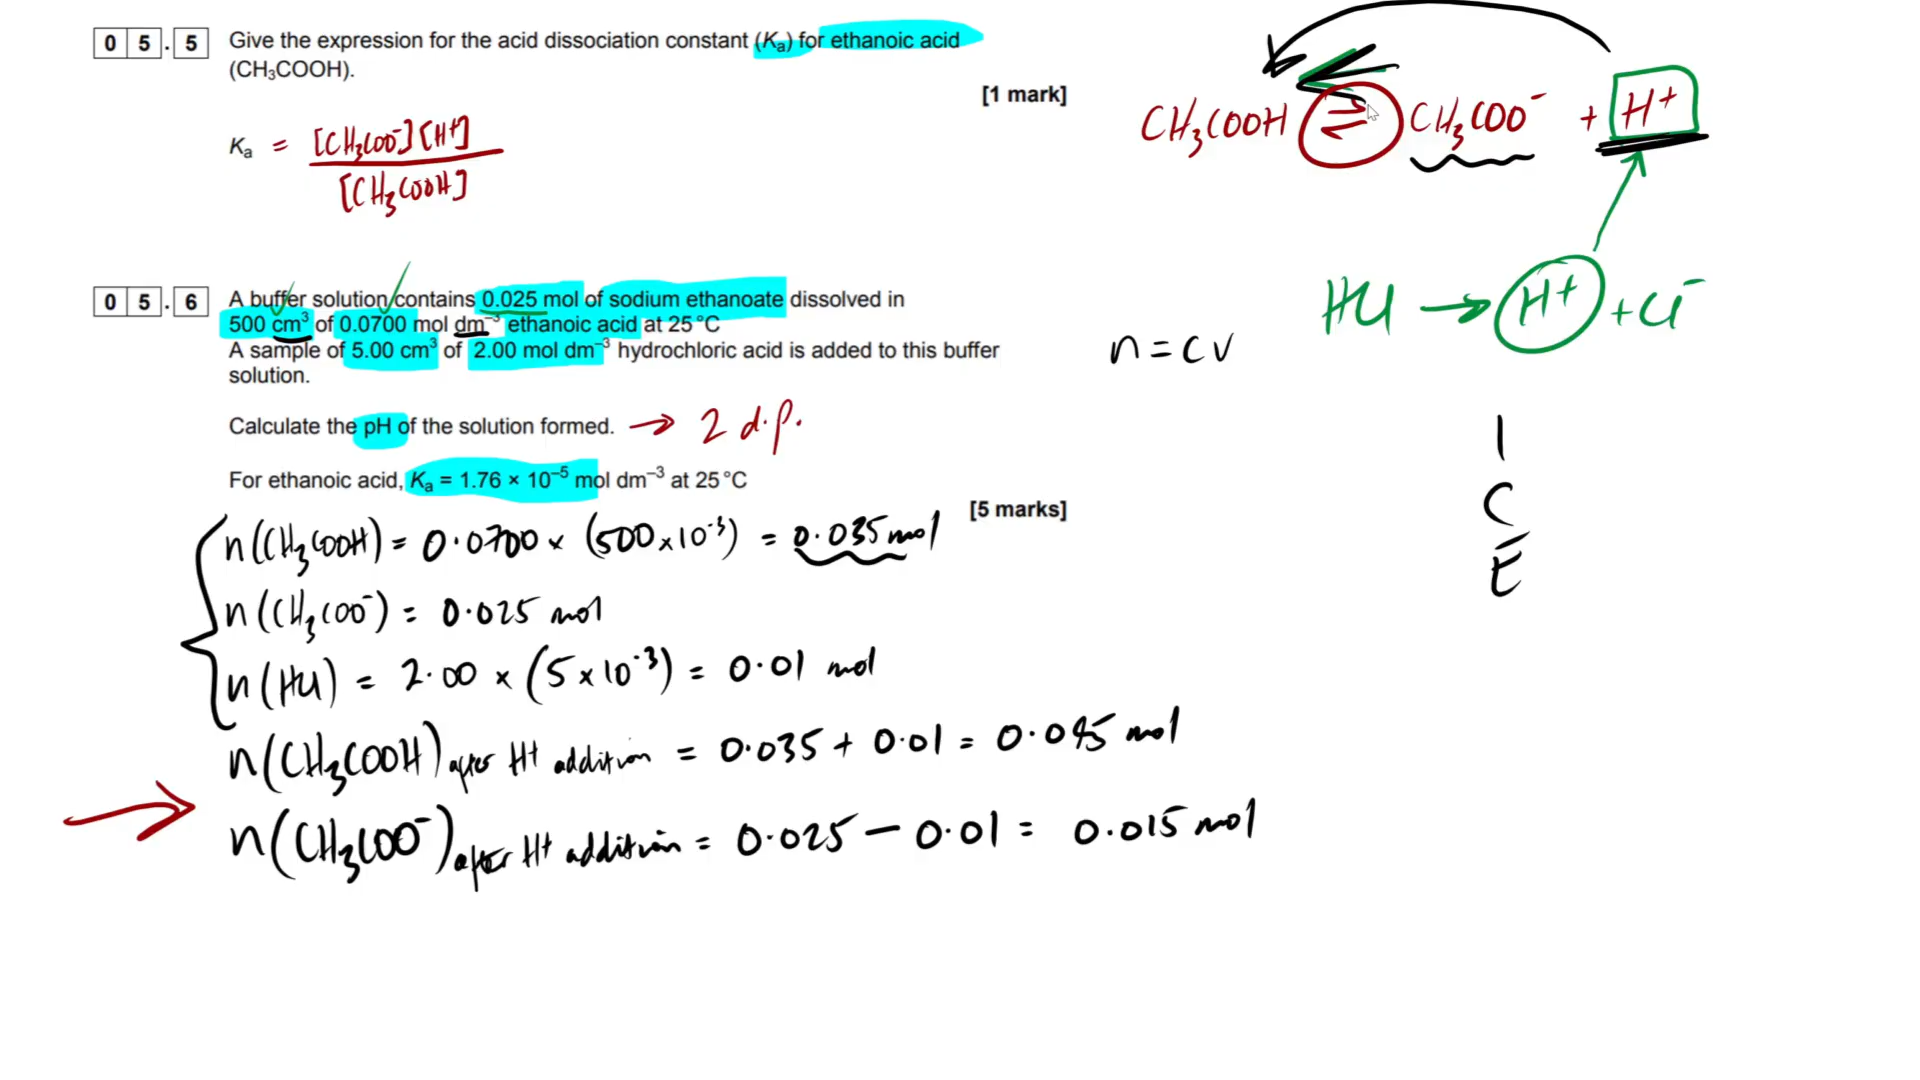 0 5 . 5 Give the expression for the acid dissociation constant (Kₐ) for ethanoic acid
(CH₃COOH).
[1 mark]
CH₃COOH ⇌ CH₃COO⁻ + H⁺
Kₐ = [CH₃COO⁻][H⁺]
[CH₃COOH]
HCl → H⁺ + Cl⁻
0 5 . 6 A buffer solution contains 0.025 mol of sodium ethanoate dissolved in
500 cm³ of 0.0700 mol dm⁻³ ethanoic acid at 25 °C
A sample of 5.00 cm³ of 2.00 mol dm⁻³ hydrochloric acid is added to this buffer
solution.
n = cv
Calculate the pH of the solution formed. → 2 d.p.
I
C
E
For ethanoic acid, Kₐ = 1.76 × 10⁻⁵ mol dm⁻³ at 25 °C
[5 marks]
n(CH₃COOH) = 0.0700 × (500×10⁻³) = 0.035 mol
n(CH₃COO⁻) = 0.025 mol
n(HCl) = 2.00 × (5×10⁻³) = 0.01 mol
n(CH₃COOH) after H⁺ addition = 0.035 + 0.01 = 0.045 mol
n(CH₃COO⁻) after H⁺ addition = 0.025 − 0.01 = 0.015 mol